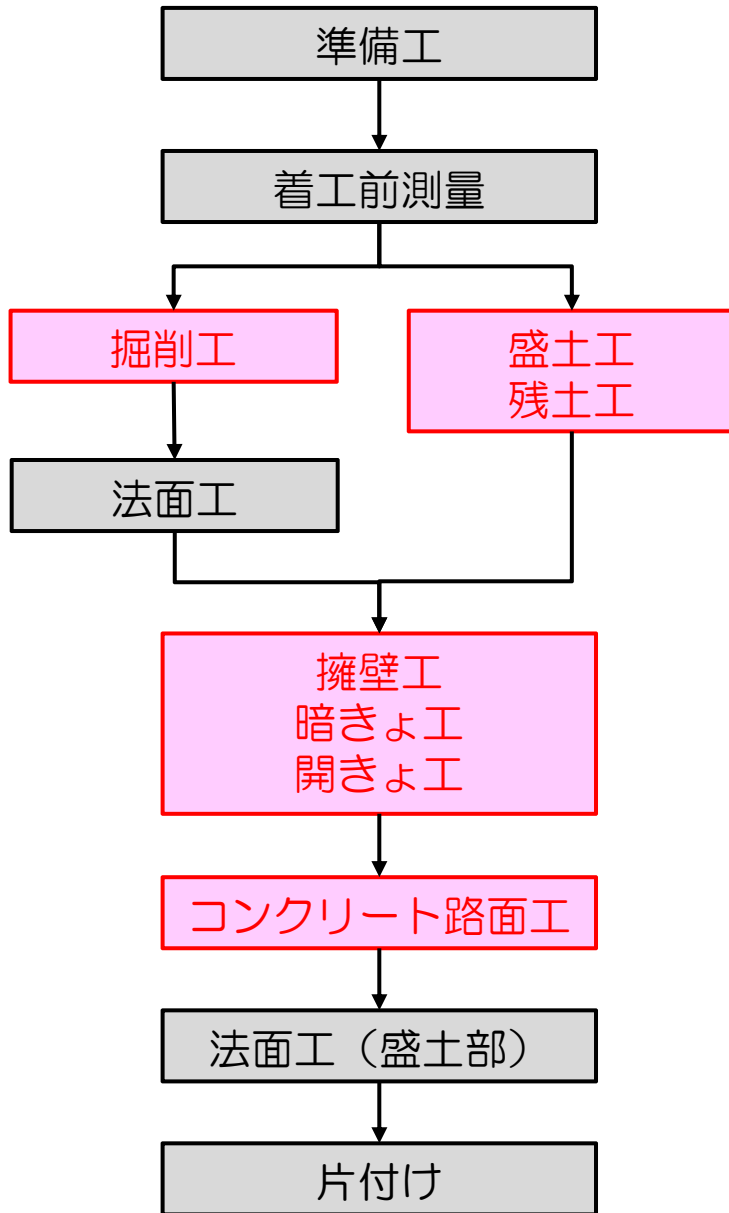 準備工
着工前測量
掘削工
盛土工
残土工
法面工
擁壁工
暗きょ工
開きょ工
コンクリート路面工
法面工（盛土部）
片付け